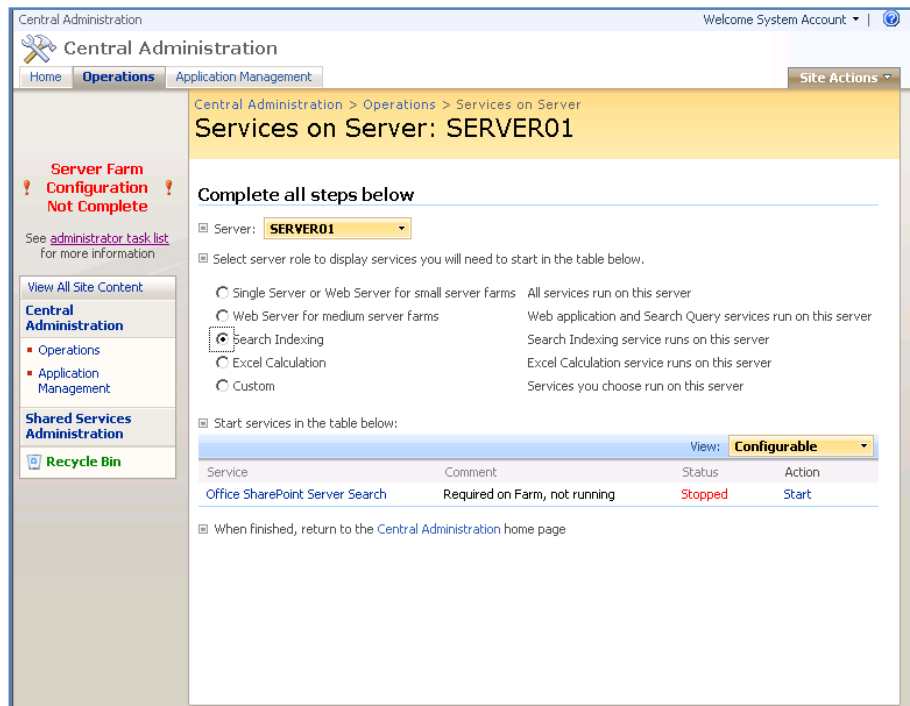 Central Administration
Welcome System Account
Central Administration
Home
Operations
Application Management
Site Actions
Central Administration > Operations > Services on Server
Services on Server: SERVER01
Server Farm
! Configuration !
Not Complete
See administrator task list
for more information
View All Site Content
Central
Administration
Operations
Application
Management
Shared Services
Administration
Recycle Bin
Complete all steps below
Server: SERVER01
Select server role to display services you will need to start in the table below.
Single Server or Web Server for small server farms All services run on this server
Web Server for medium server farms Web application and Search Query services run on this server
Search Indexing Search Indexing service runs on this server
Excel Calculation Excel Calculation service runs on this server
Custom Services you choose run on this server
Start services in the table below:
View: Configurable
Service Comment Status Action
Office SharePoint Server Search Required on Farm, not running Stopped Start
When finished, return to the Central Administration home page